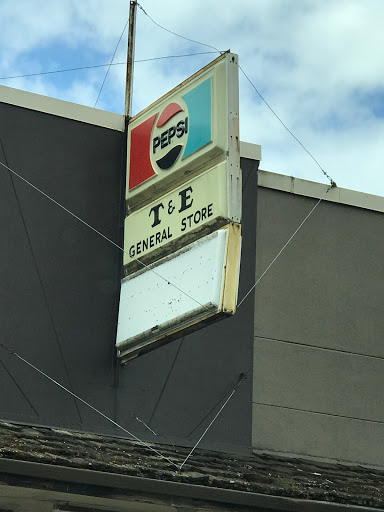 PEPSI
T & E
GENERAL STORE